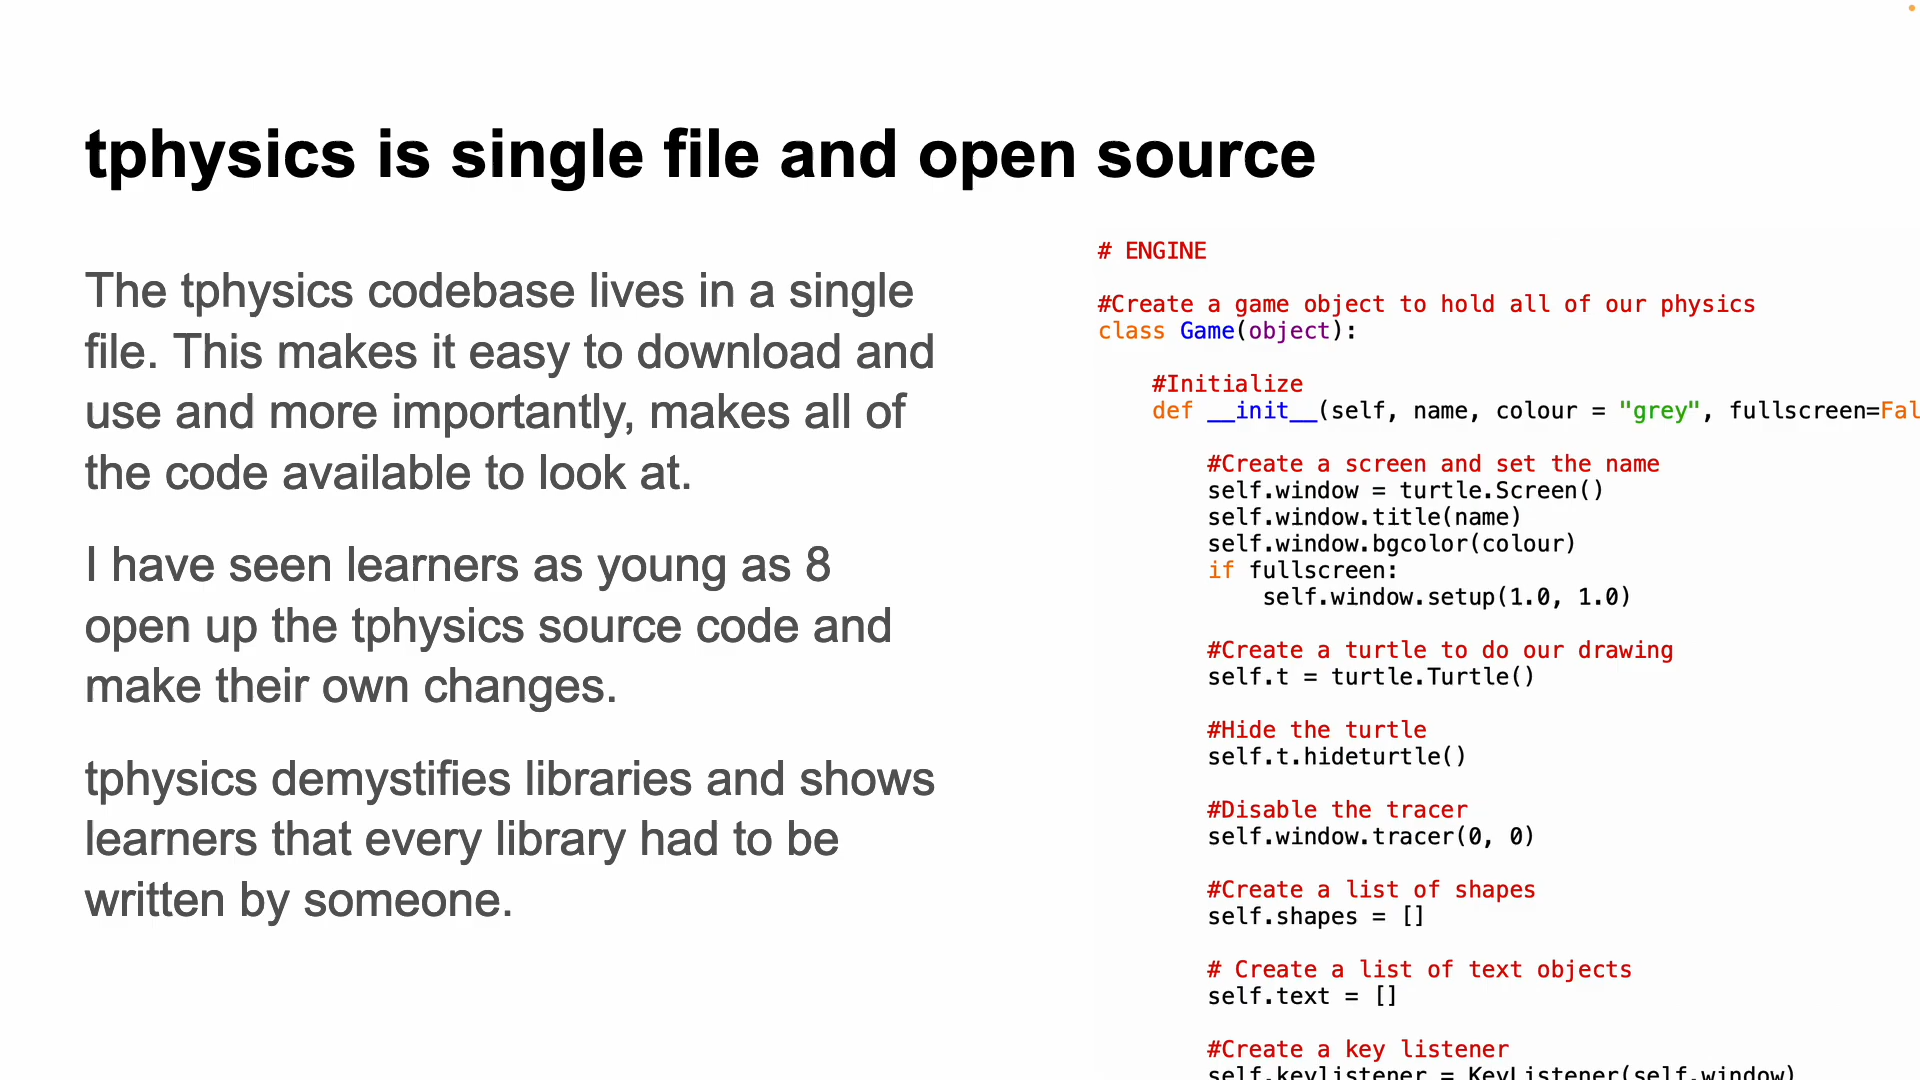 tphysics is single file and open source
The tphysics codebase lives in a single
file. This makes it easy to download and
use and more importantly, makes all of
the code available to look at.
I have seen learners as young as 8
open up the tphysics source code and
make their own changes.
tphysics demystifies libraries and shows
learners that every library had to be
written by someone.
# ENGINE
#Create a game object to hold all of our physics
class Game(object):
#Initialize
def __init__(self, name, colour = "grey", fullscreen=Fal
#Create a screen and set the name
self.window = turtle.Screen()
self.window.title(name)
self.window.bgcolor(colour)
if fullscreen:
self.window.setup(1.0, 1.0)
#Create a turtle to do our drawing
self.t = turtle.Turtle()
#Hide the turtle
self.t.hideturtle()
#Disable the tracer
self.window.tracer(0, 0)
#Create a list of shapes
self.shapes = []
# Create a list of text objects
self.text = []
#Create a key listener
self.keylistener = KeyListener(self.window)